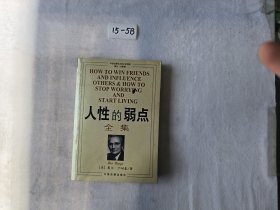 15-5B
HOW TO WIN FRIENDS
AND INFLUENCE
OTHERS & HOW TO
STOP WORRYING
AND
START LIVING
人性的弱点
全集